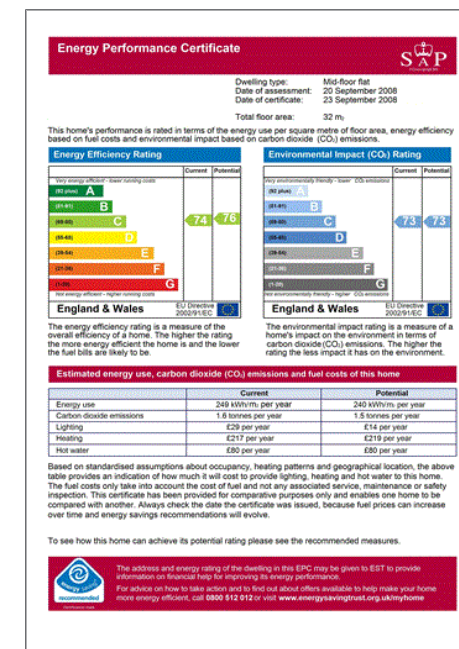 Energy Performance Certificate
SAP
Dwelling type: Mid-floor flat
Date of assessment: 20 September 2008
Date of certificate: 23 September 2008
Total floor area: 32 m₂
This home's performance is rated in terms of the energy use per square metre of floor area, energy efficiency
based on fuel costs and environmental impact based on carbon dioxide (CO₂) emissions.
Energy Efficiency Rating
Current Potential
Very energy efficient - lower running costs
(92 plus) A
(81-91) B
(69-80) C 74 76
(55-68) D
(39-54) E
(21-38) F
(1-20) G
Not energy efficient - higher running costs
England & Wales EU Directive 2002/91/EC
The energy efficiency rating is a measure of the
overall efficiency of a home. The higher the rating
the more energy efficient the home is and the lower
the fuel bills are likely to be.
Environmental Impact (CO₂) Rating
Current Potential
Very environmentally friendly - lower CO₂ emissions
(92 plus) A
(81-91) B
(69-80) C 73 73
(55-68) D
(39-54) E
(21-38) F
(1-20) G
Not environmentally friendly - higher CO₂ emissions
England & Wales EU Directive 2002/91/EC
The environmental impact rating is a measure of a
home's impact on the environment in terms of
carbon dioxide (CO₂) emissions. The higher the
rating the less impact it has on the environment.
Estimated energy use, carbon dioxide (CO₂) emissions and fuel costs of this home
Current Potential
Energy use 249 kWh/m₂ per year 240 kWh/m₂ per year
Carbon dioxide emissions 1.6 tonnes per year 1.5 tonnes per year
Lighting £29 per year £14 per year
Heating £217 per year £219 per year
Hot water £80 per year £80 per year
Based on standardised assumptions about occupancy, heating patterns and geographical location, the above
table provides an indication of how much it will cost to provide lighting, heating and hot water to this home.
The fuel costs only take into account the cost of fuel and not any associated service, maintenance or safety
inspection. This certificate has been provided for comparative purposes only and enables one home to be
compared with another. Always check the date the certificate was issued, because fuel prices can increase
over time and energy savings recommendations will evolve.
To see how this home can achieve its potential rating please see the recommended measures.
energy saving
recommended
The address and energy rating of the dwelling in this EPC may be given to EST to provide
information on financial help for improving its energy performance.
For advice on how to take action and to find out about offers available to help make your home
more energy efficient, call 0800 512 012 or visit www.energysavingtrust.org.uk/myhome